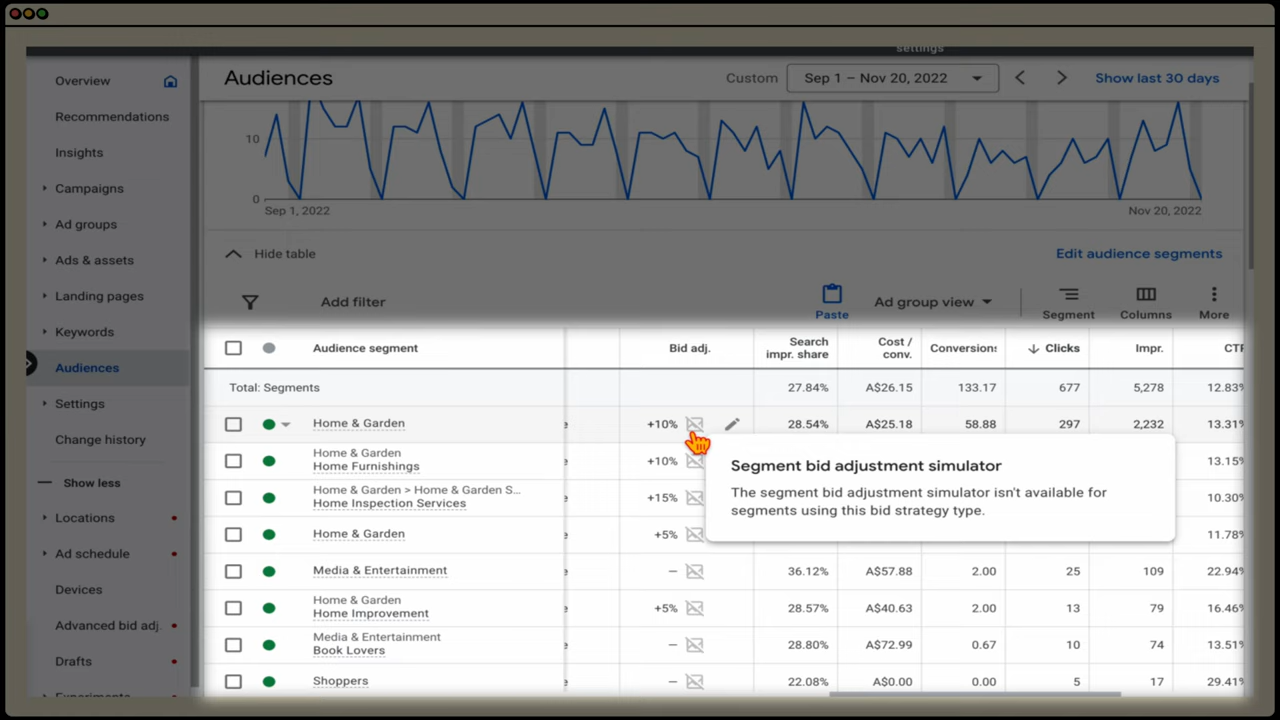 settings
Overview
Recommendations
Insights
Campaigns
Ad groups
Ads & assets
Landing pages
Keywords
Audiences
Settings
Change history
Show less
Locations
Ad schedule
Devices
Advanced bid adj.
Drafts
Experiments
Audiences
Custom Sep 1 – Nov 20, 2022 Show last 30 days
10
0
Sep 1, 2022 Nov 20, 2022
Hide table Edit audience segments
Add filter Paste Ad group view Segment Columns More
Audience segment Bid adj. Search impr. share Cost / conv. Conversions Clicks Impr. CTR
Total: Segments 27.84% A$26.15 133.17 677 5,278 12.83%
Home & Garden +10% 28.54% A$25.18 58.88 297 2,232 13.31%
Home & Garden
Home Furnishings +10% 13.15%
Home & Garden > Home & Garden S...
Home Inspection Services +15% 10.30%
Home & Garden +5% 11.78%
Segment bid adjustment simulator
The segment bid adjustment simulator isn't available for
segments using this bid strategy type.
Media & Entertainment – 36.12% A$57.88 2.00 25 109 22.94%
Home & Garden
Home Improvement +5% 28.57% A$40.63 2.00 13 79 16.46%
Media & Entertainment
Book Lovers – 28.80% A$72.99 0.67 10 74 13.51%
Shoppers – 22.08% A$0.00 0.00 5 17 29.41%